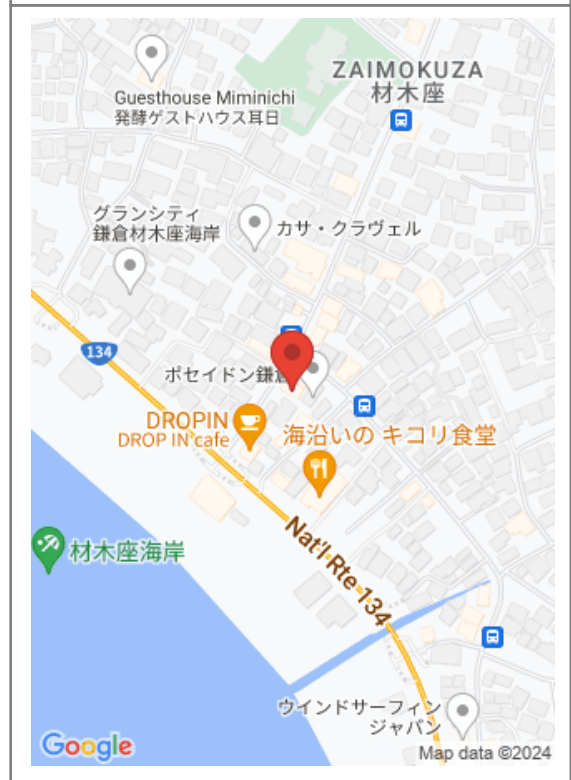 ZAIMOKUZA
材木座
Guesthouse Miminichi
発酵ゲストハウス耳日
グランシティ
鎌倉材木座海岸
カサ・クラヴェル
134
ポセイドン鎌倉
DROPIN
DROP IN cafe
海沿いの キコリ食堂
Nat'l Rte 134
材木座海岸
ウインドサーフィン
ジャパン
Google
Map data ©2024